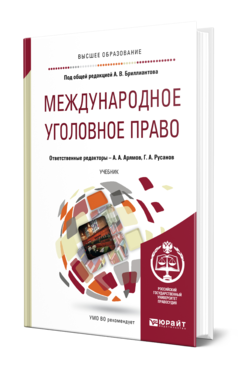 ВЫСШЕЕ ОБРАЗОВАНИЕ
Под общей редакцией А. В. Бриллиантова
МЕЖДУНАРОДНОЕ
УГОЛОВНОЕ ПРАВО
Ответственные редакторы – А. А. Арямов, Г. А. Русанов
УЧЕБНИК
РОССИЙСКИЙ
ГОСУДАРСТВЕННЫЙ
УНИВЕРСИТЕТ
ПРАВОСУДИЯ
УМО ВО рекомендует
ЮРАЙТ